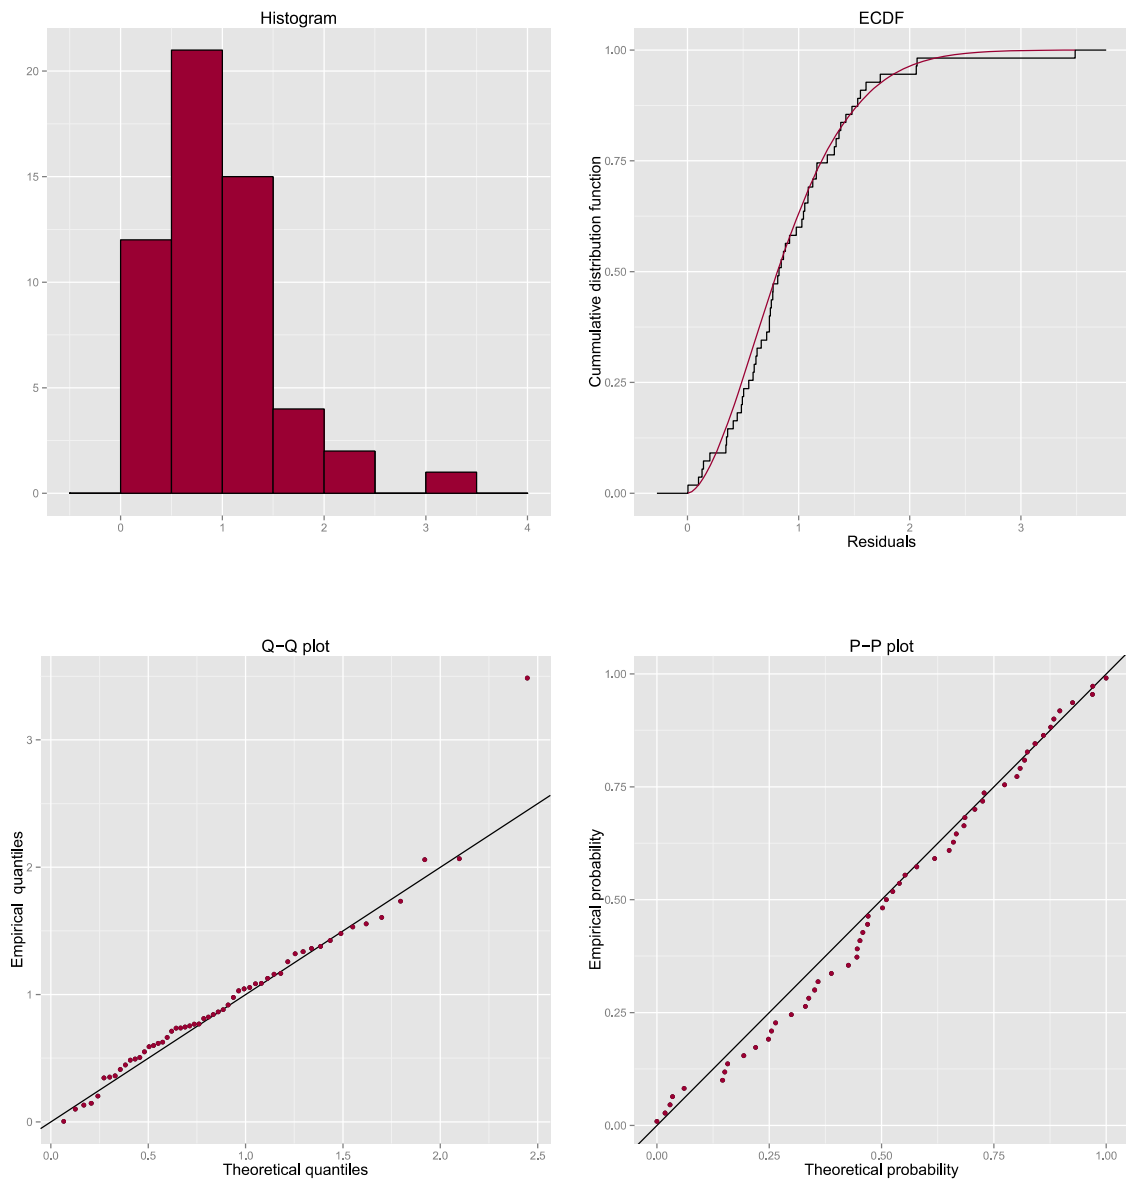 Histogram
20
15
10
5
0
0 1 2 3 4
ECDF
Cummulative distribution function
1.00
0.75
0.50
0.25
0.00
0 1 2 3
Residuals
Q−Q plot
Empirical quantiles
3
2
1
0
0.0 0.5 1.0 1.5 2.0 2.5
Theoretical quantiles
P−P plot
Empirical probability
1.00
0.75
0.50
0.25
0.00
0.00 0.25 0.50 0.75 1.00
Theoretical probability